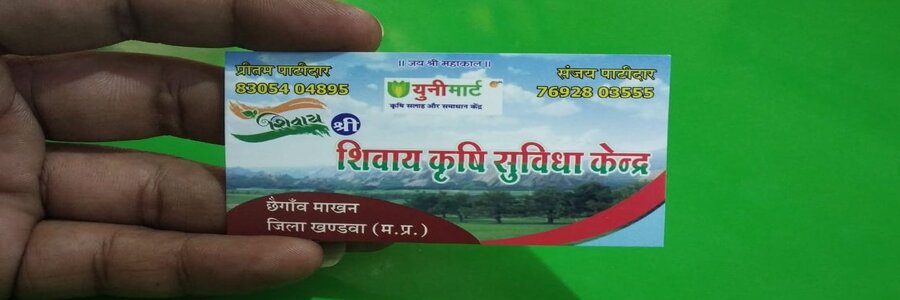 ॥ जय श्री महाकाल ॥
प्रीतम पाटीदार
83054 04895
संजय पाटीदार
76928 03555
युनीमार्ट
कृषि सलाह और समाधान केंद्र
शिवाय
श्री
शिवाय कृषि सुविधा केन्द्र
छैगाँव माखन
जिला खण्डवा (म.प्र.)